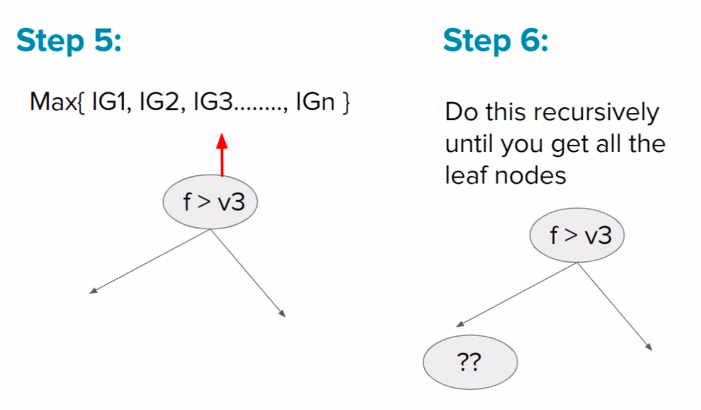 Step 5:
Max{ IG1, IG2, IG3........, IGn }
f > v3
Step 6:
Do this recursively
until you get all the
leaf nodes
f > v3
??